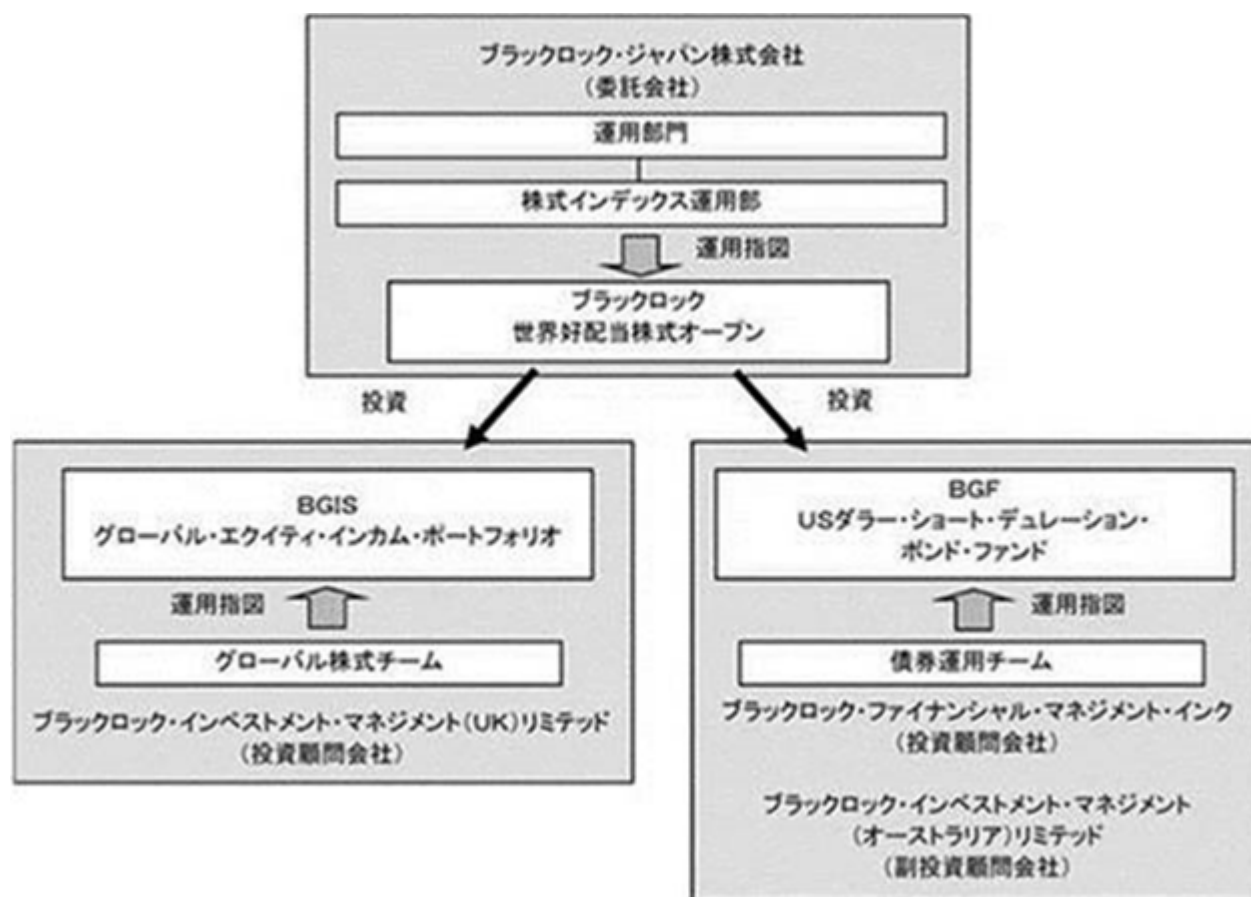 ブラックロック・ジャパン株式会社
(委託会社)
運用部門
株式インデックス運用部
運用指図
ブラックロック
世界好配当株式オープン
投資
投資
BGIS
グローバル・エクイティ・インカム・ポートフォリオ
運用指図
グローバル株式チーム
ブラックロック・インベストメント・マネジメント(UK)リミテッド
(投資顧問会社)
BGF
USダラー・ショート・デュレーション・
ボンド・ファンド
運用指図
債券運用チーム
ブラックロック・ファイナンシャル・マネジメント・インク
(投資顧問会社)
ブラックロック・インベストメント・マネジメント
(オーストラリア)リミテッド
(副投資顧問会社)